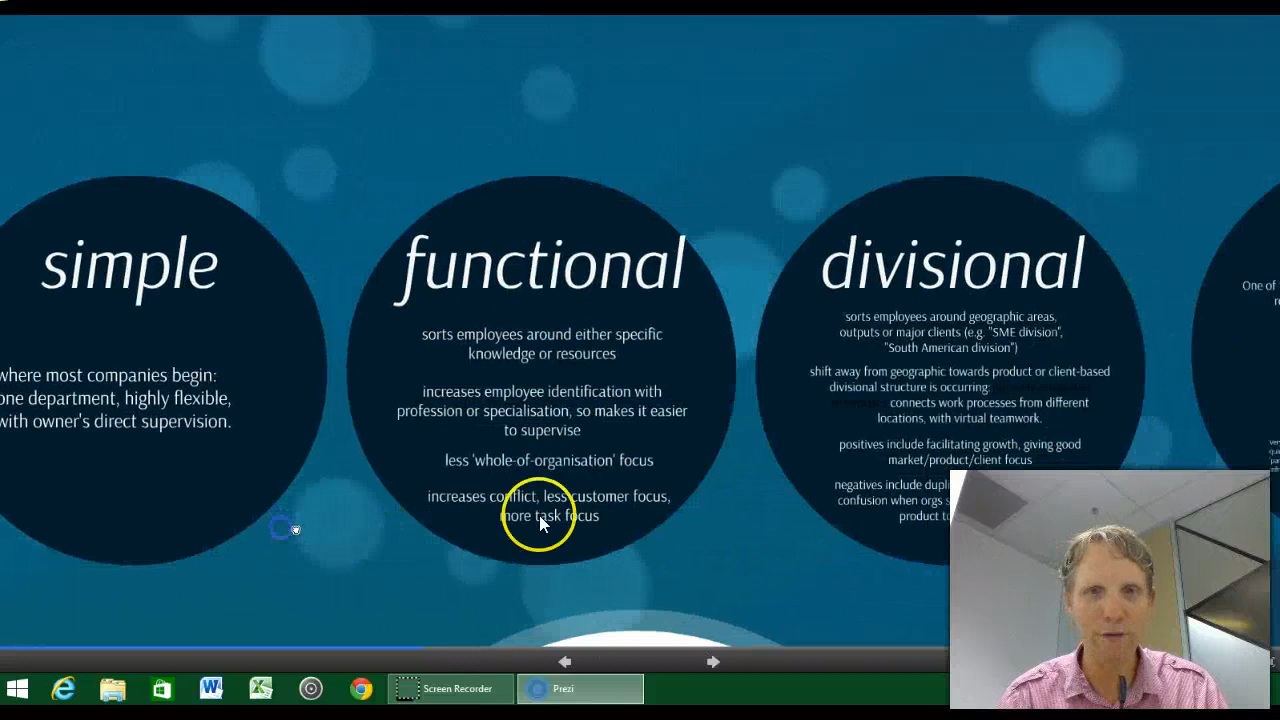 simple
where most companies begin:
one department, highly flexible,
with owner's direct supervision.
functional
sorts employees around either specific
knowledge or resources
increases employee identification with
profession or specialisation, so makes it easier
to supervise
less 'whole-of-organisation' focus
increases conflict, less customer focus,
more task focus
divisional
sorts employees around geographic areas,
outputs or major clients (e.g. "SME division",
"South American division")
shift away from geographic towards product or client-based
divisional structure is occurring:
connects work processes from different
locations, with virtual teamwork.
positives include facilitating growth, giving good
market/product/client focus
negatives include
confusion when orgs
product
One of
Screen Recorder
Prezi